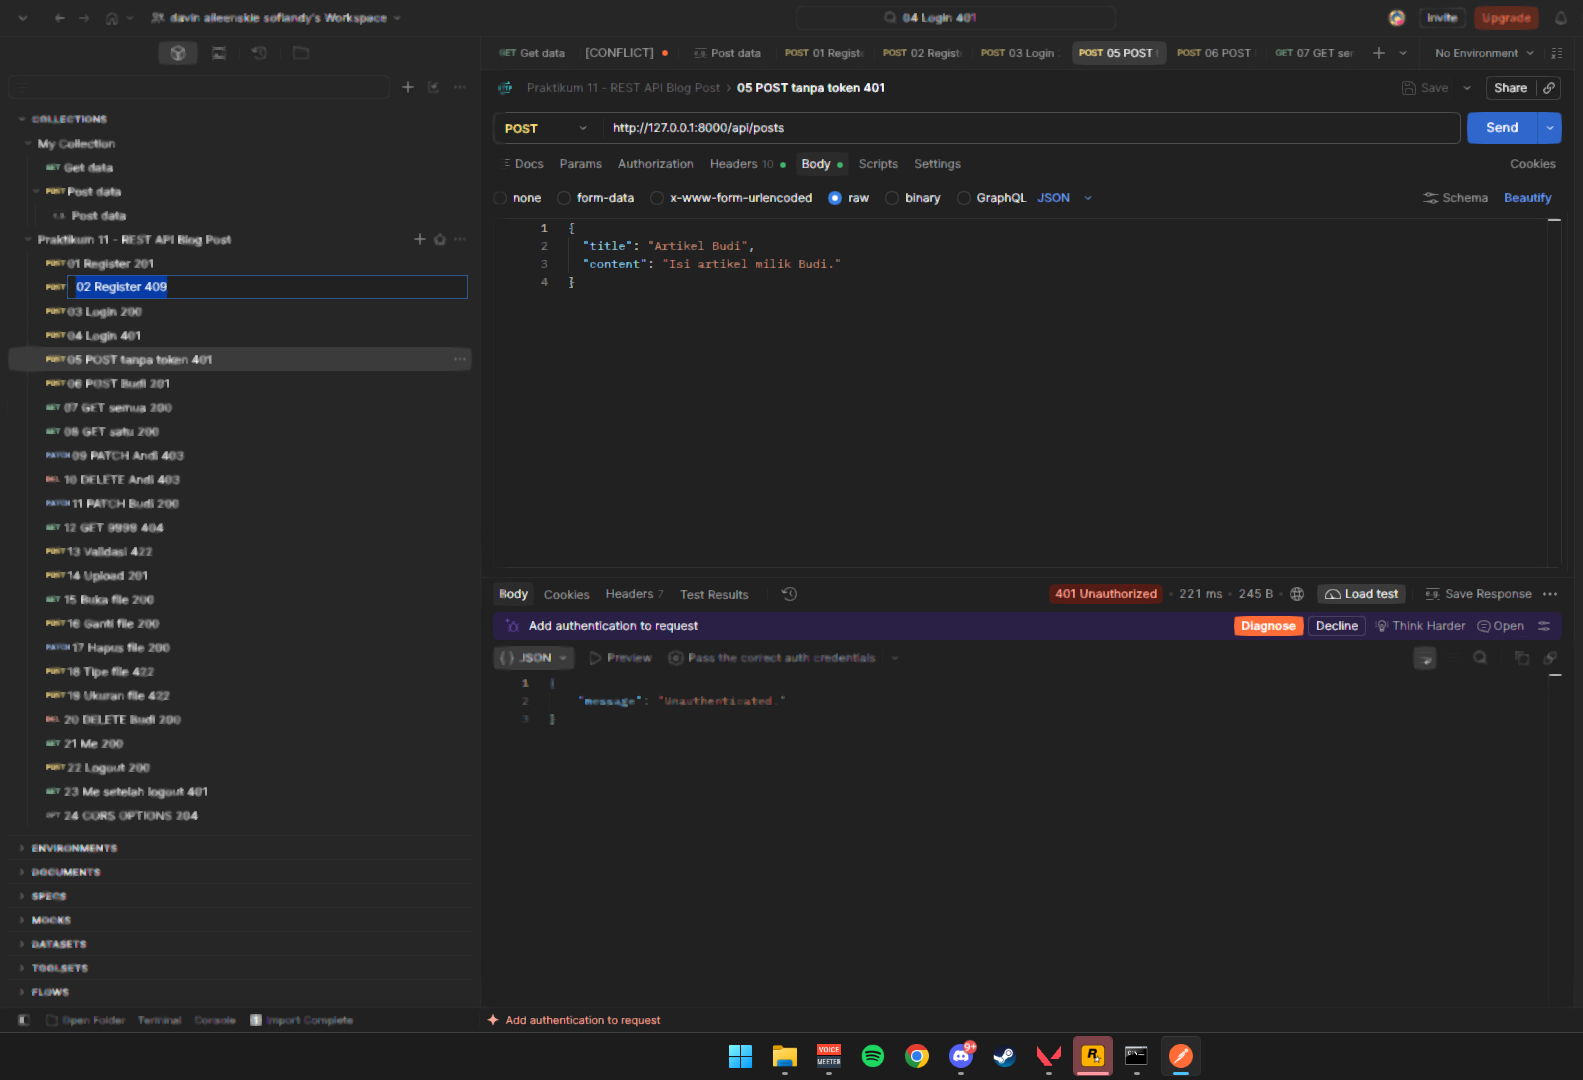 davin aileenskie sofiandy's Workspace
04 Login 401
Invite
Upgrade
GET Get data
[CONFLICT]
e.g. Post data
POST 01 Regist
POST 02 Regist
POST 03 Login
POST 05 POST
POST 06 POST
GET 07 GET ser
No Environment
Praktikum 11 - REST API Blog Post › 05 POST tanpa token 401
Save
Share
COLLECTIONS
My Collection
GET Get data
POST Post data
e.g. Post data
Praktikum 11 - REST API Blog Post
POST 01 Register 201
POST 02 Register 409
POST 03 Login 200
POST 04 Login 401
POST 05 POST tanpa token 401
POST 06 POST Budi 201
GET 07 GET semua 200
GET 08 GET satu 200
PATCH 09 PATCH Andi 403
DEL 10 DELETE Andi 403
PATCH 11 PATCH Budi 200
GET 12 GET 9999 404
POST 13 Validasi 422
POST 14 Upload 201
GET 15 Buka file 200
POST 16 Ganti file 200
PATCH 17 Hapus file 200
POST 18 Tipe file 422
POST 19 Ukuran file 422
DEL 20 DELETE Budi 200
GET 21 Me 200
POST 22 Logout 200
GET 23 Me setelah logout 401
OPT 24 CORS OPTIONS 204
ENVIRONMENTS
DOCUMENTS
SPECS
MOCKS
DATASETS
TOOLSETS
FLOWS
POST
http://127.0.0.1:8000/api/posts
Send
Docs Params Authorization Headers 10 Body Scripts Settings
Cookies
none form-data x-www-form-urlencoded raw binary GraphQL JSON
Schema Beautify
1 {
2 "title": "Artikel Budi",
3 "content": "Isi artikel milik Budi."
4 }
Body Cookies Headers 7 Test Results
401 Unauthorized • 221 ms • 245 B
Load test
e.g. Save Response
Add authentication to request
Diagnose
Decline
Think Harder
Open
{ } JSON
Preview
Pass the correct auth credentials
1 {
2 "message": "Unauthenticated."
3 }
Open Folder Terminal Console 1 Import Complete
Add authentication to request
VOICE
MEETER
9+